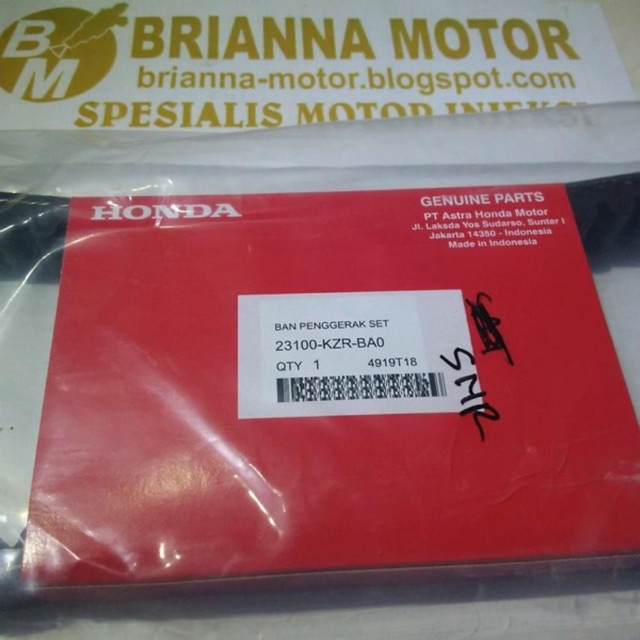 BM
BRIANNA MOTOR
brianna-motor.blogspot.com
SPESIALIS MOTOR INJEKSI
HONDA
GENUINE PARTS
PT Astra Honda Motor
Jl. Laksda Yos Sudarso, Sunter I
Jakarta 14350 - Indonesia
Made in Indonesia
BAN PENGGERAK SET
23100-KZR-BA0
QTY 1 4919T18